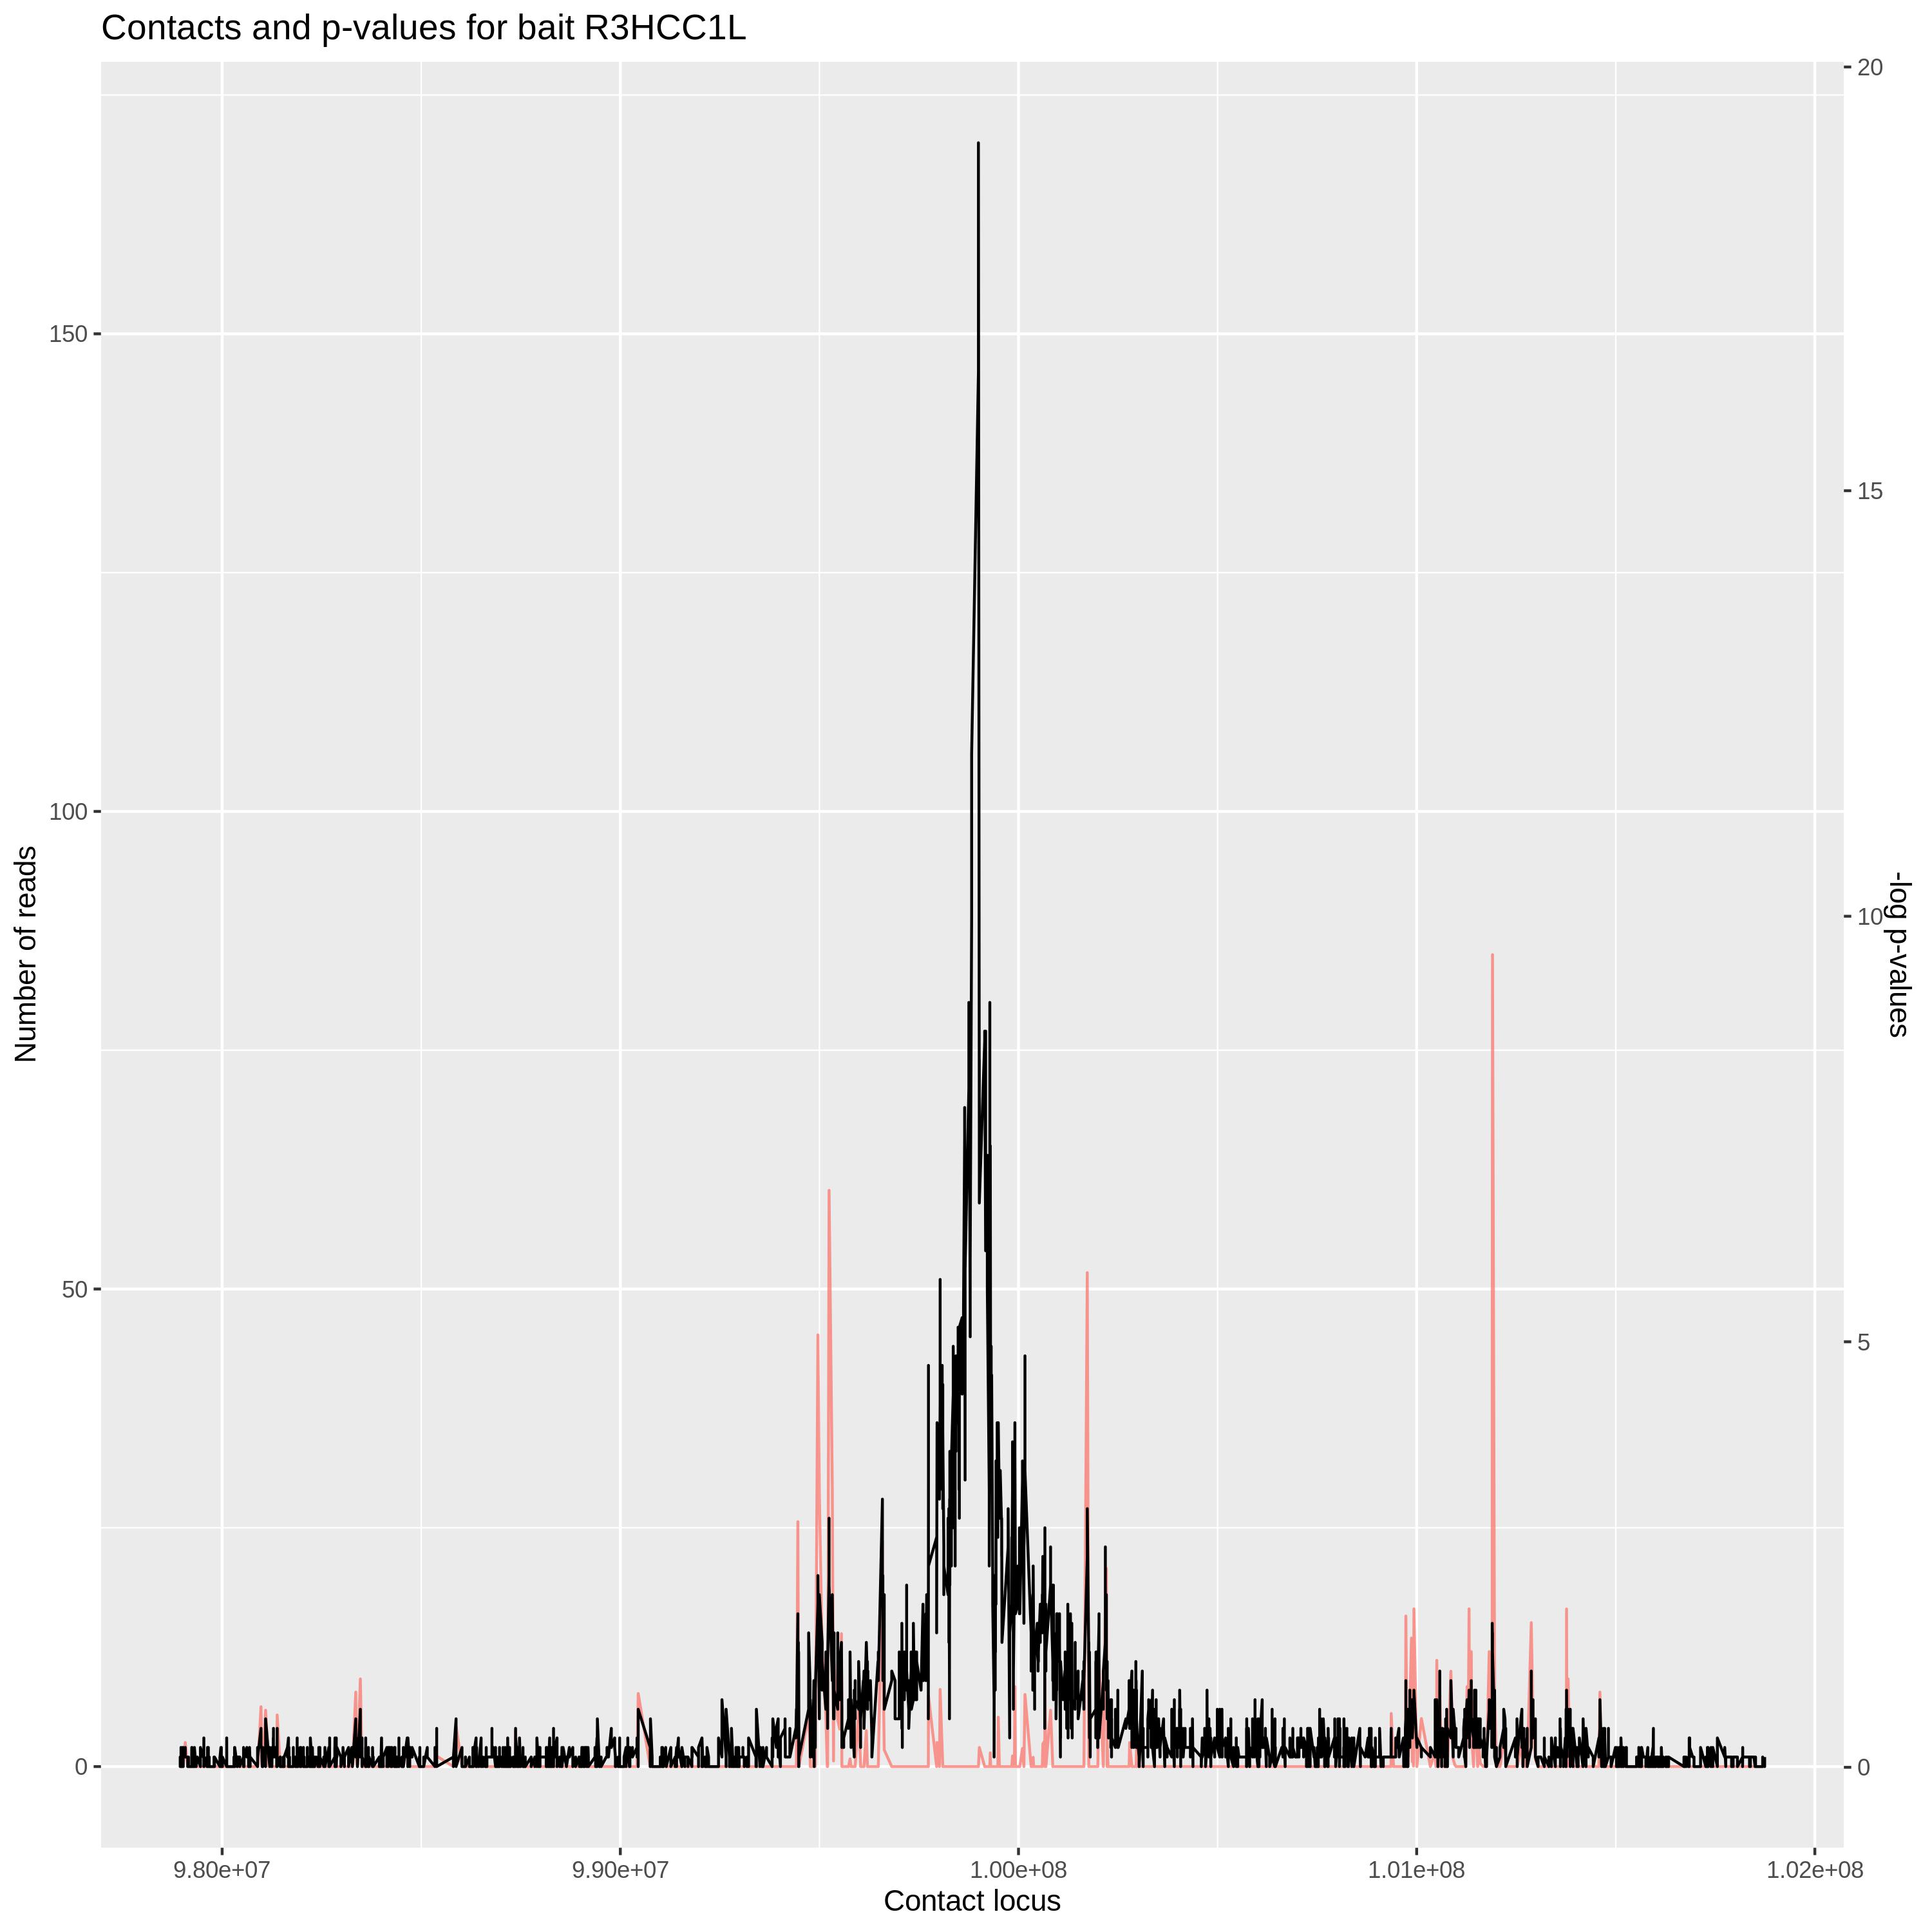 Contacts and p-values for bait R3HCC1L
Number of reads
150
100
50
0
20
15
10
5
0
-log p-values
9.80e+07
9.90e+07
1.00e+08
1.01e+08
1.02e+08
Contact locus